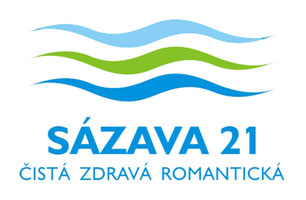 SÁZAVA 21
ČISTÁ ZDRAVÁ ROMANTICKÁ